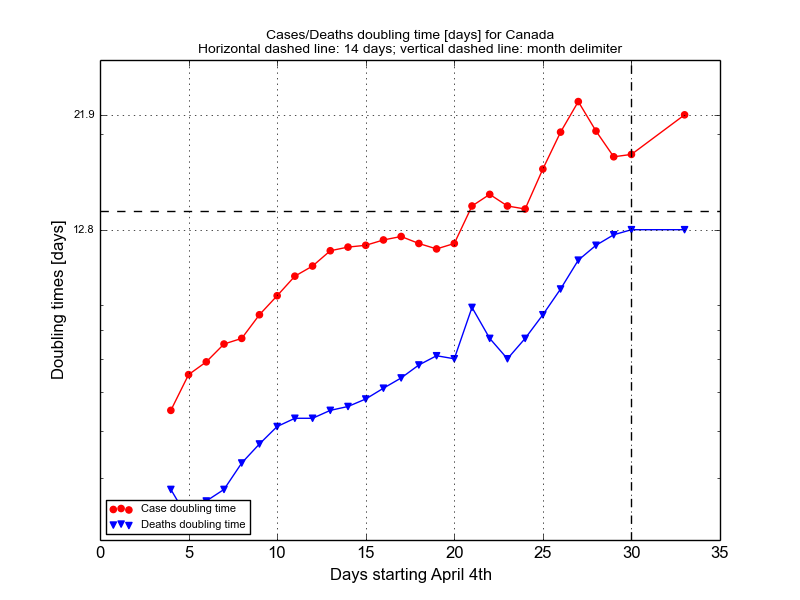 Cases/Deaths doubling time [days] for Canada
Horizontal dashed line: 14 days; vertical dashed line: month delimiter
21.9
12.8
Doubling times [days]
Case doubling time
Deaths doubling time
0 5 10 15 20 25 30 35
Days starting April 4th